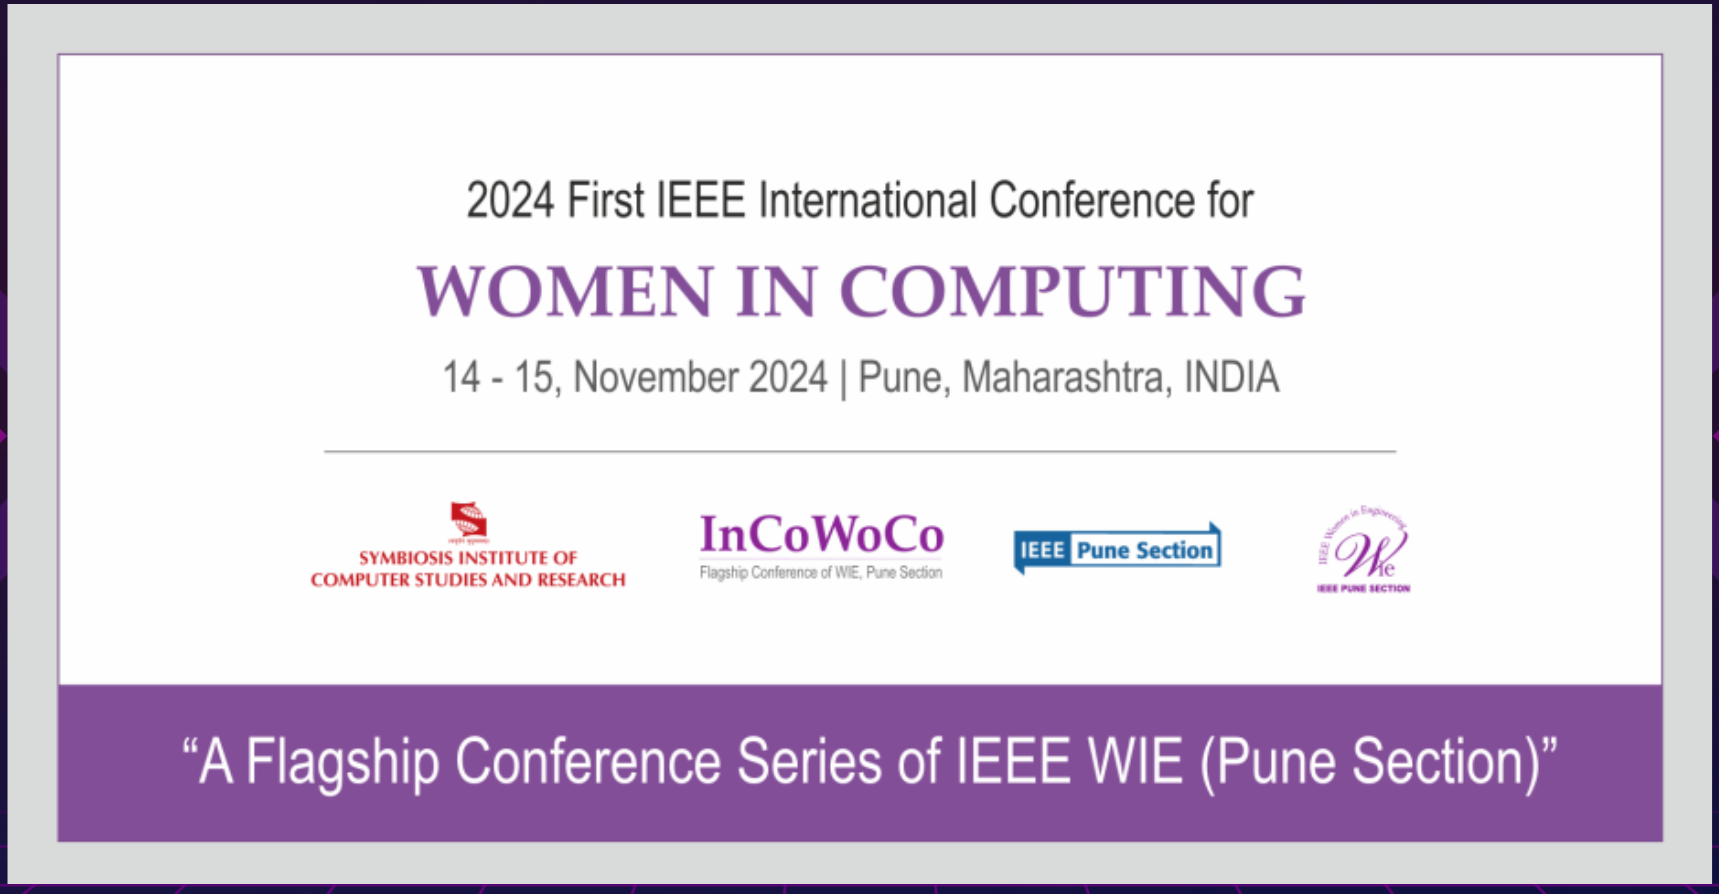 2024 First IEEE International Conference for
WOMEN IN COMPUTING
14 - 15, November 2024 | Pune, Maharashtra, INDIA
SYMBIOSIS INSTITUTE OF
COMPUTER STUDIES AND RESEARCH
InCoWoCo
Flagship Conference of WIE, Pune Section
IEEE Pune Section
IEEE Women in Engineering
Wie
IEEE PUNE SECTION
“A Flagship Conference Series of IEEE WIE (Pune Section)”